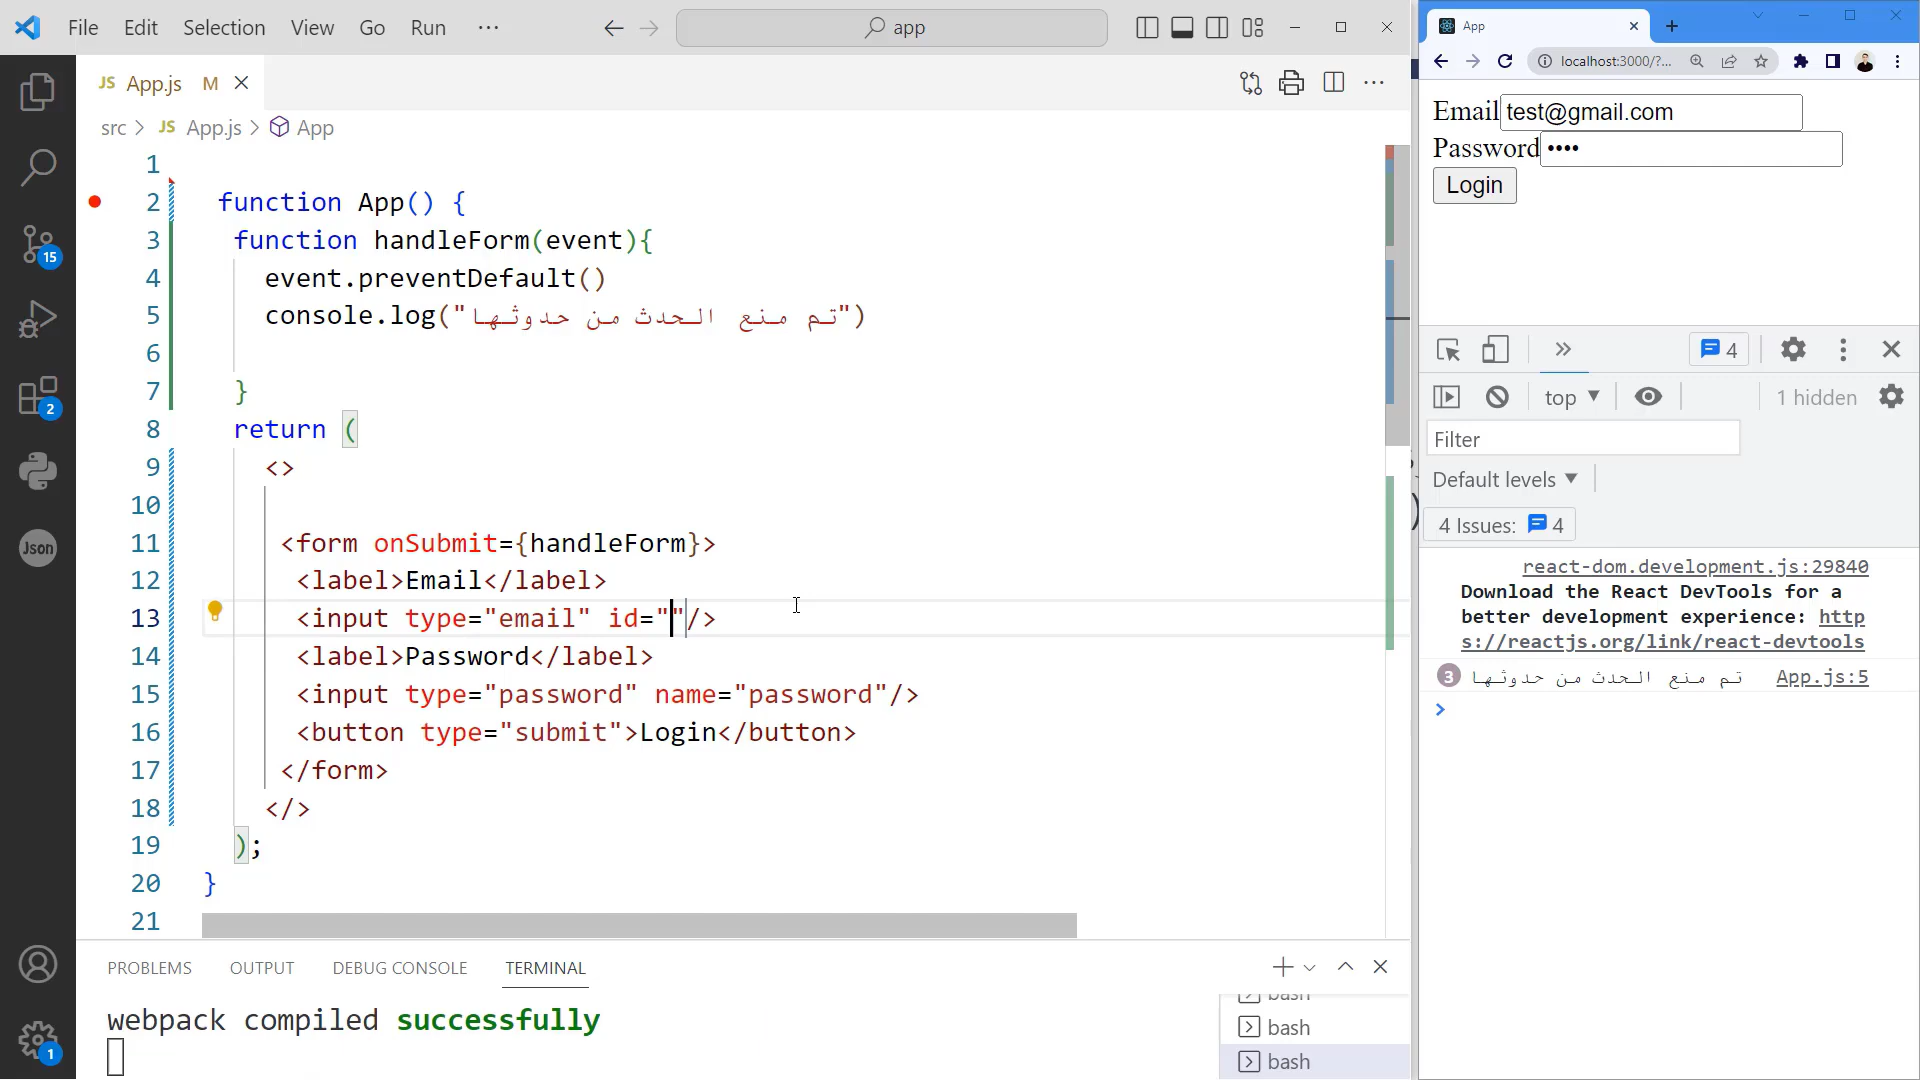 File Edit Selection View Go Run ··· app
JS App.js M
src > JS App.js > App
1
2 function App() {
3 function handleForm(event){
4 event.preventDefault()
5 console.log("تم منع الحدث من حدوثها")
6
7 }
8 return (
9 <>
10
11 <form onSubmit={handleForm}>
12 <label>Email</label>
13 <input type="email" id=""/>
14 <label>Password</label>
15 <input type="password" name="password"/>
16 <button type="submit">Login</button>
17 </form>
18 </>
19 );
20 }
21
15
2
Json
1
PROBLEMS OUTPUT DEBUG CONSOLE TERMINAL
webpack compiled successfully
bash
bash
bash
App
localhost:3000/?...
Email test@gmail.com
Password ••••
Login
4
top 1 hidden
Filter
Default levels
4 Issues: 4
react-dom.development.js:29840
Download the React DevTools for a
better development experience: http
s://reactjs.org/link/react-devtools
3 تم منع الحدث من حدوثها App.js:5